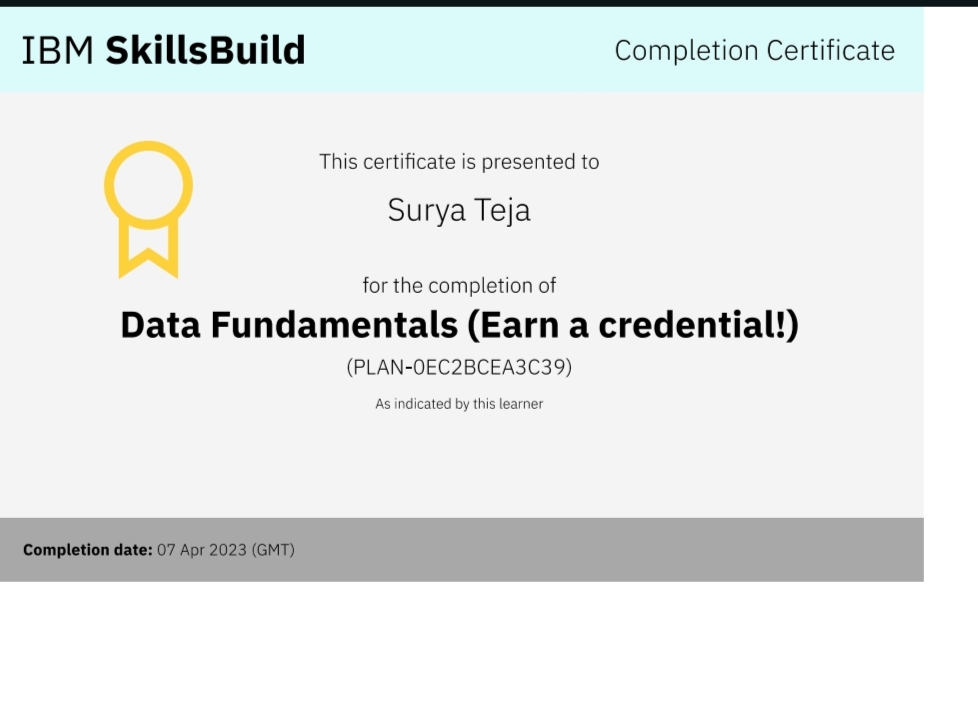 IBM SkillsBuild
Completion Certificate
This certificate is presented to
Surya Teja
for the completion of
Data Fundamentals (Earn a credential!)
(PLAN-0EC2BCEA3C39)
As indicated by this learner
Completion date: 07 Apr 2023 (GMT)